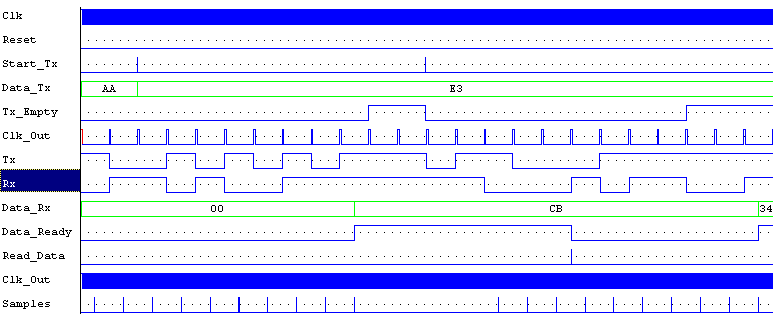 Clk
Reset
Start_Tx
Data_Tx AA E3
Tx_Empty
Clk_Out
Tx
Rx
Data_Rx 00 CB 34
Data_Ready
Read_Data
Clk_Out
Samples